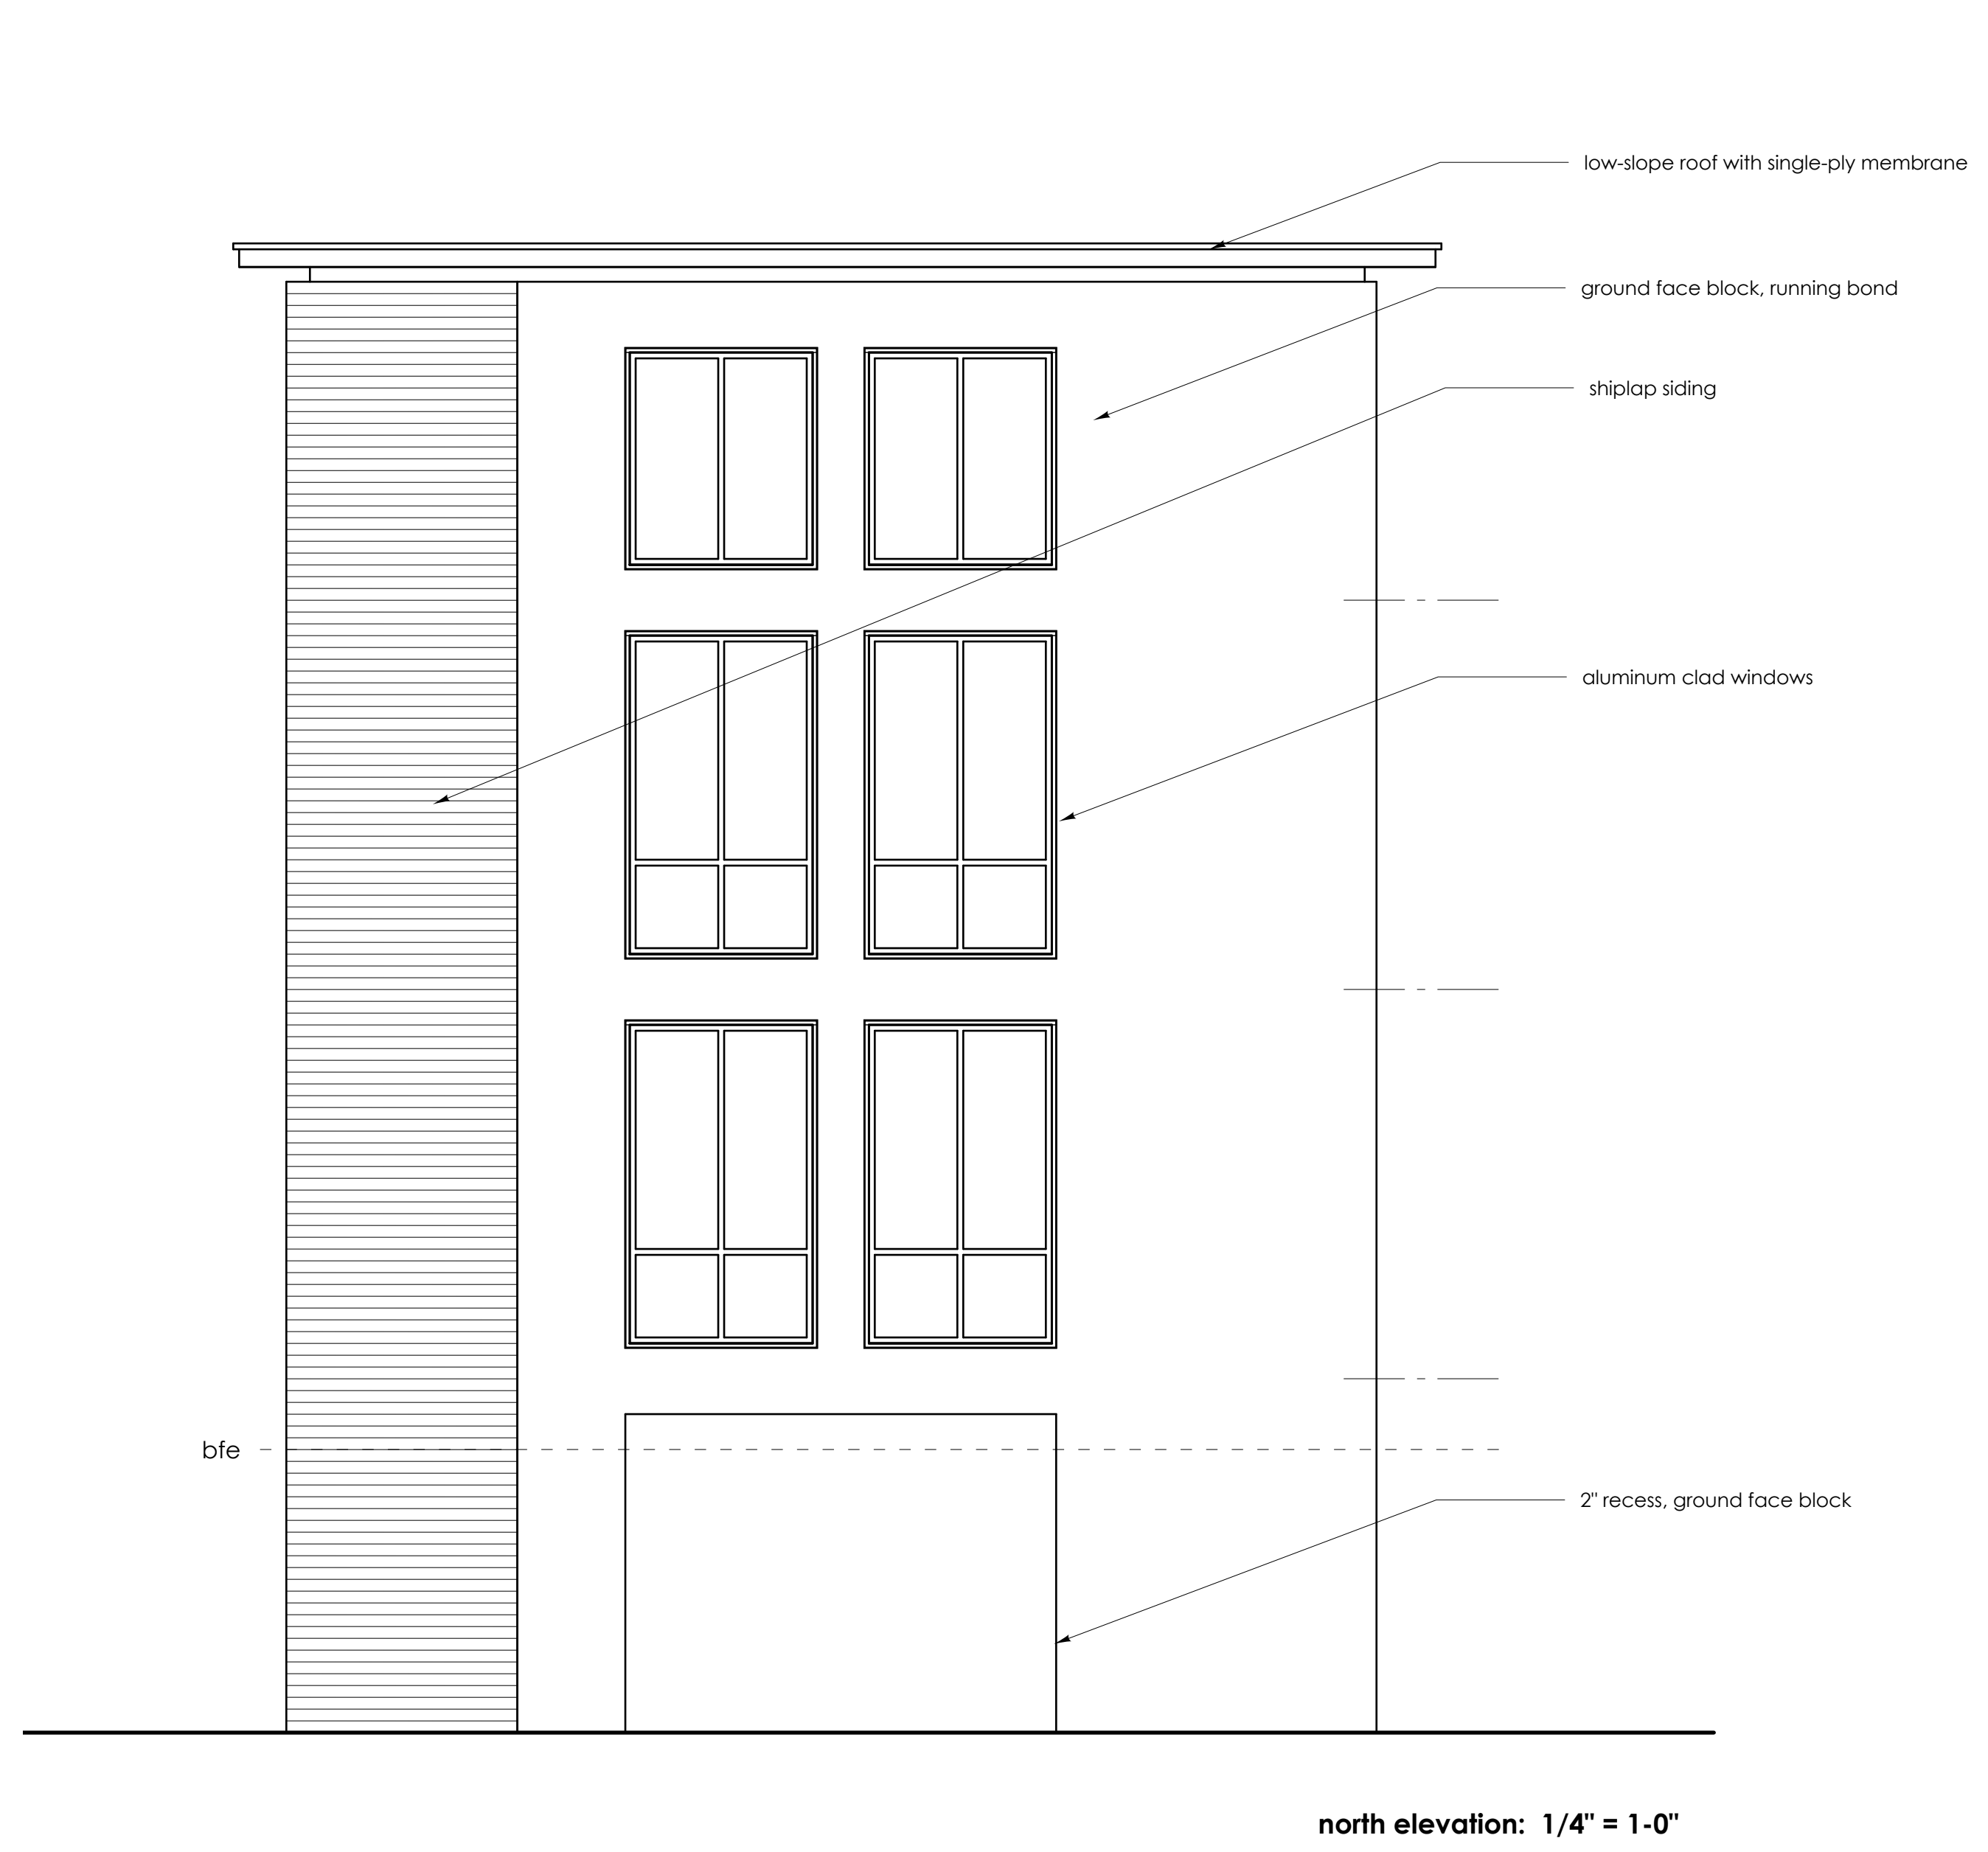 low-slope roof with single-ply membrane
ground face block, running bond
shiplap siding
aluminum clad windows
bfe
2" recess, ground face block
north elevation:  1/4" = 1-0"